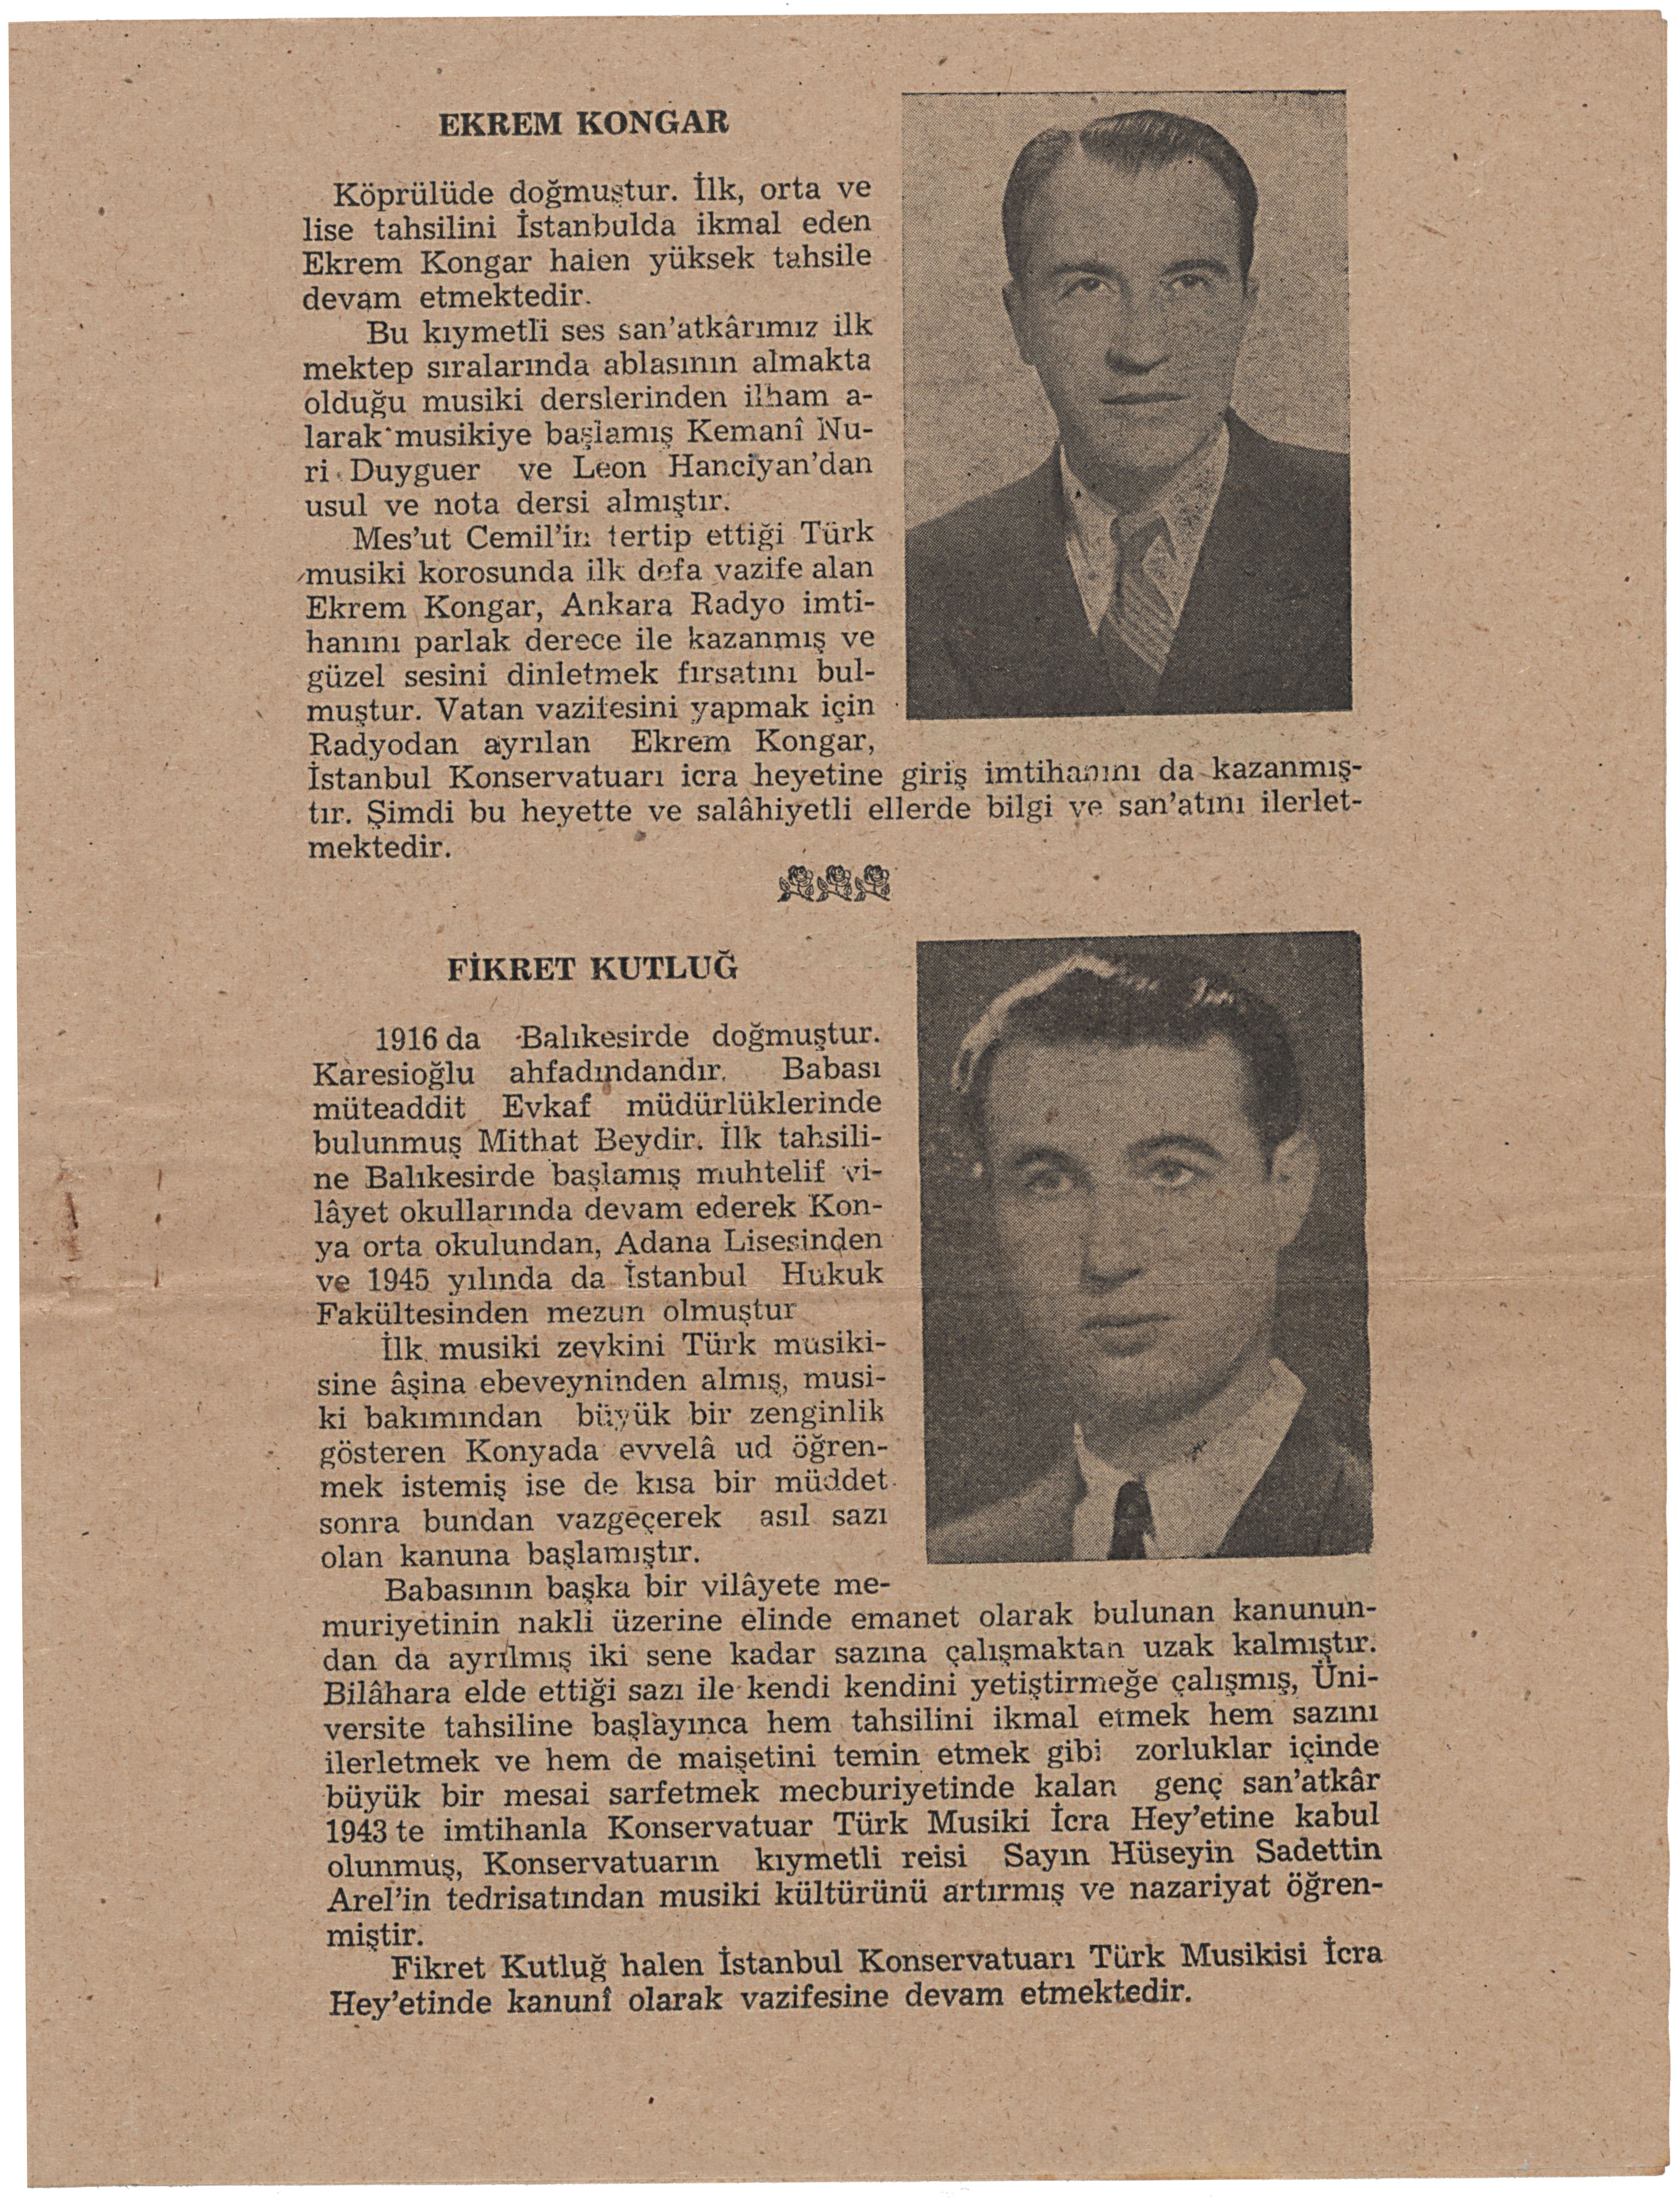 EKREM KONGAR
Köprülüde doğmuştur. İlk, orta ve
lise tahsilini İstanbulda ikmal eden
Ekrem Kongar halen yüksek tahsile
devam etmektedir.
Bu kıymetli ses san'atkârımız ilk
mektep sıralarında ablasının almakta
olduğu musiki derslerinden ilham a-
larak musikiye başlamış Kemanî Nu-
ri Duyguer ve Leon Hanciyan'dan
usul ve nota dersi almıştır.
Mes'ut Cemil'in tertip ettiği Türk
musiki korosunda ilk defa vazife alan
Ekrem Kongar, Ankara Radyo imti-
hanını parlak derece ile kazanmış ve
güzel sesini dinletmek fırsatını bul-
muştur. Vatan vazifesini yapmak için
Radyodan ayrılan Ekrem Kongar,
İstanbul Konservatuarı icra heyetine giriş imtihanını da kazanmış-
tır. Şimdi bu heyette ve salâhiyetli ellerde bilgi ve san'atını ilerlet-
mektedir.
FİKRET KUTLUĞ
1916 da Balıkesirde doğmuştur.
Karesioğlu ahfadındandır. Babası
müteaddit Evkaf müdürlüklerinde
bulunmuş Mithat Beydir. İlk tahsili-
ne Balıkesirde başlamış muhtelif vi-
lâyet okullarında devam ederek Kon-
ya orta okulundan, Adana Lisesinden
ve 1945 yılında da İstanbul Hukuk
Fakültesinden mezun olmuştur
İlk musiki zevkini Türk musiki-
sine âşina ebeveyninden almış, musi-
ki bakımından büyük bir zenginlik
gösteren Konyada evvelâ ud öğren-
mek istemiş ise de kısa bir müddet
sonra bundan vazgeçerek asıl sazı
olan kanuna başlamıştır.
Babasının başka bir vilâyete me-
muriyetinin nakli üzerine elinde emanet olarak bulunan kanunun-
dan da ayrılmış iki sene kadar sazına çalışmaktan uzak kalmıştır.
Bilâhara elde ettiği sazı ile kendi kendini yetiştirmeğe çalışmış, Üni-
versite tahsiline başlayınca hem tahsilini ikmal etmek hem sazını
ilerletmek ve hem de maişetini temin etmek gibi zorluklar içinde
büyük bir mesai sarfetmek mecburiyetinde kalan genç san'atkâr
1943 te imtihanla Konservatuar Türk Musiki İcra Hey'etine kabul
olunmuş, Konservatuarın kıymetli reisi Sayın Hüseyin Sadettin
Arel'in tedrisatından musiki kültürünü artırmış ve nazariyat öğren-
miştir.
Fikret Kutluğ halen İstanbul Konservatuarı Türk Musikisi İcra
Hey'etinde kanunî olarak vazifesine devam etmektedir.